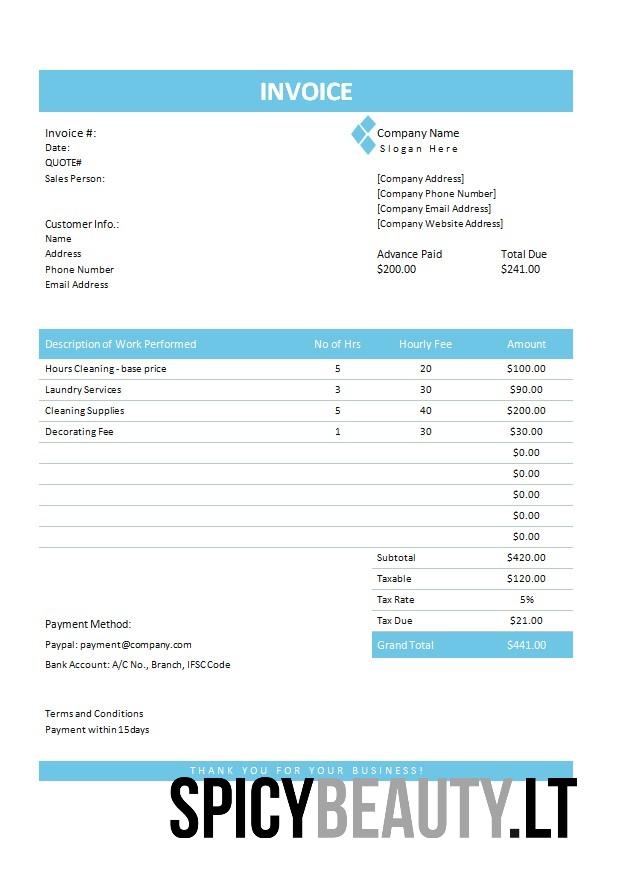 INVOICE
Invoice #:
Date:
QUOTE#
Sales Person:
Company Name
Slogan Here
[Company Address]
[Company Phone Number]
[Company Email Address]
[Company Website Address]
Customer Info.:
Name
Address
Phone Number
Email Address
Advance Paid Total Due
$200.00 $241.00
Description of Work Performed No of Hrs Hourly Fee Amount
Hours Cleaning - base price 5 20 $100.00
Laundry Services 3 30 $90.00
Cleaning Supplies 5 40 $200.00
Decorating Fee 1 30 $30.00
$0.00
$0.00
$0.00
$0.00
$0.00
Subtotal $420.00
Taxable $120.00
Tax Rate 5%
Tax Due $21.00
Grand Total $441.00
Payment Method:
Paypal: payment@company.com
Bank Account: A/C No., Branch, IFSC Code
Terms and Conditions
Payment within 15days
THANK YOU FOR YOUR BUSINESS!
SPICYBEAUTY.LT